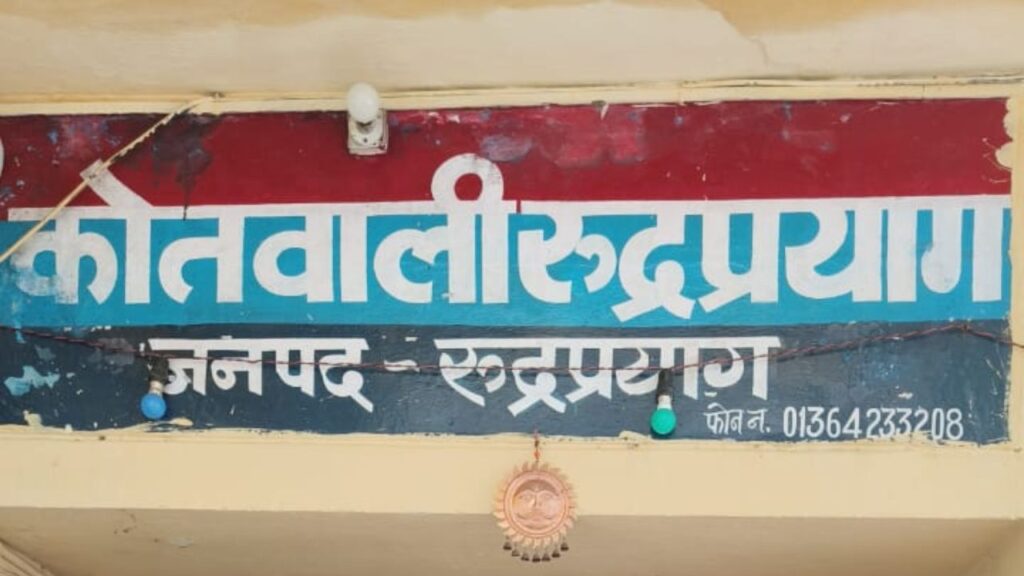 कोतवाली रुद्रप्रयाग
जनपद - रूद्रप्रयाग
फोन न. 01364233208